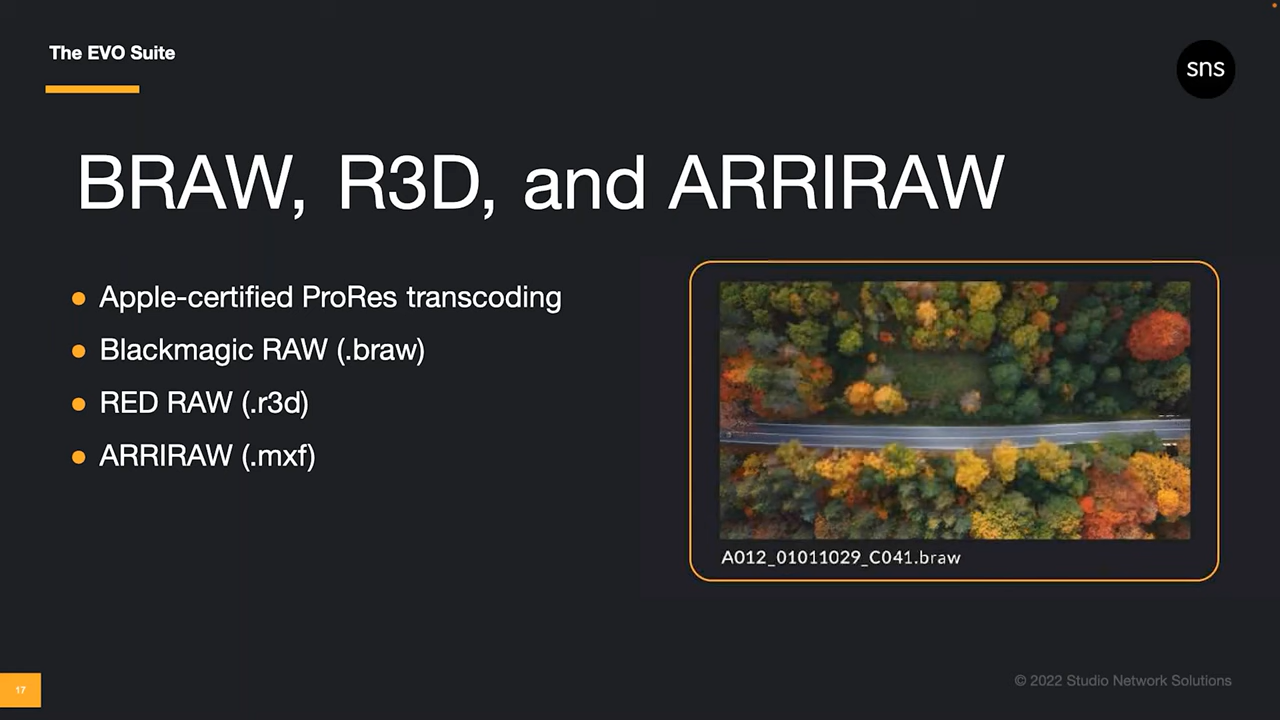 The EVO Suite
sns
BRAW, R3D, and ARRIRAW
Apple-certified ProRes transcoding
Blackmagic RAW (.braw)
RED RAW (.r3d)
ARRIRAW (.mxf)
A012_01011029_C041.braw
17
© 2022 Studio Network Solutions